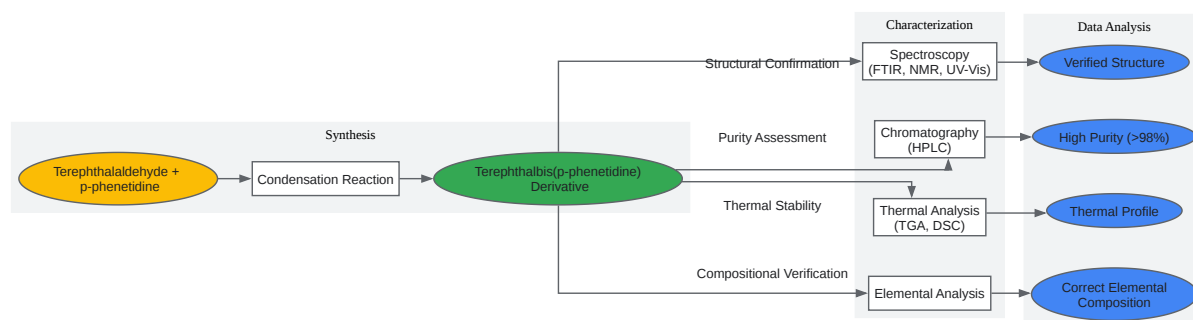 Characterization
Data Analysis
Structural Confirmation
Spectroscopy
(FTIR, NMR, UV-Vis)
Verified Structure
Synthesis
Purity Assessment
Chromatography
(HPLC)
High Purity (>98%)
Terephthalaldehyde +
p-phenetidine
Condensation Reaction
Terephthalbis(p-phenetidine)
Derivative
Thermal Stability
Thermal Analysis
(TGA, DSC)
Thermal Profile
Compositional Verification
Elemental Analysis
Correct Elemental
Composition